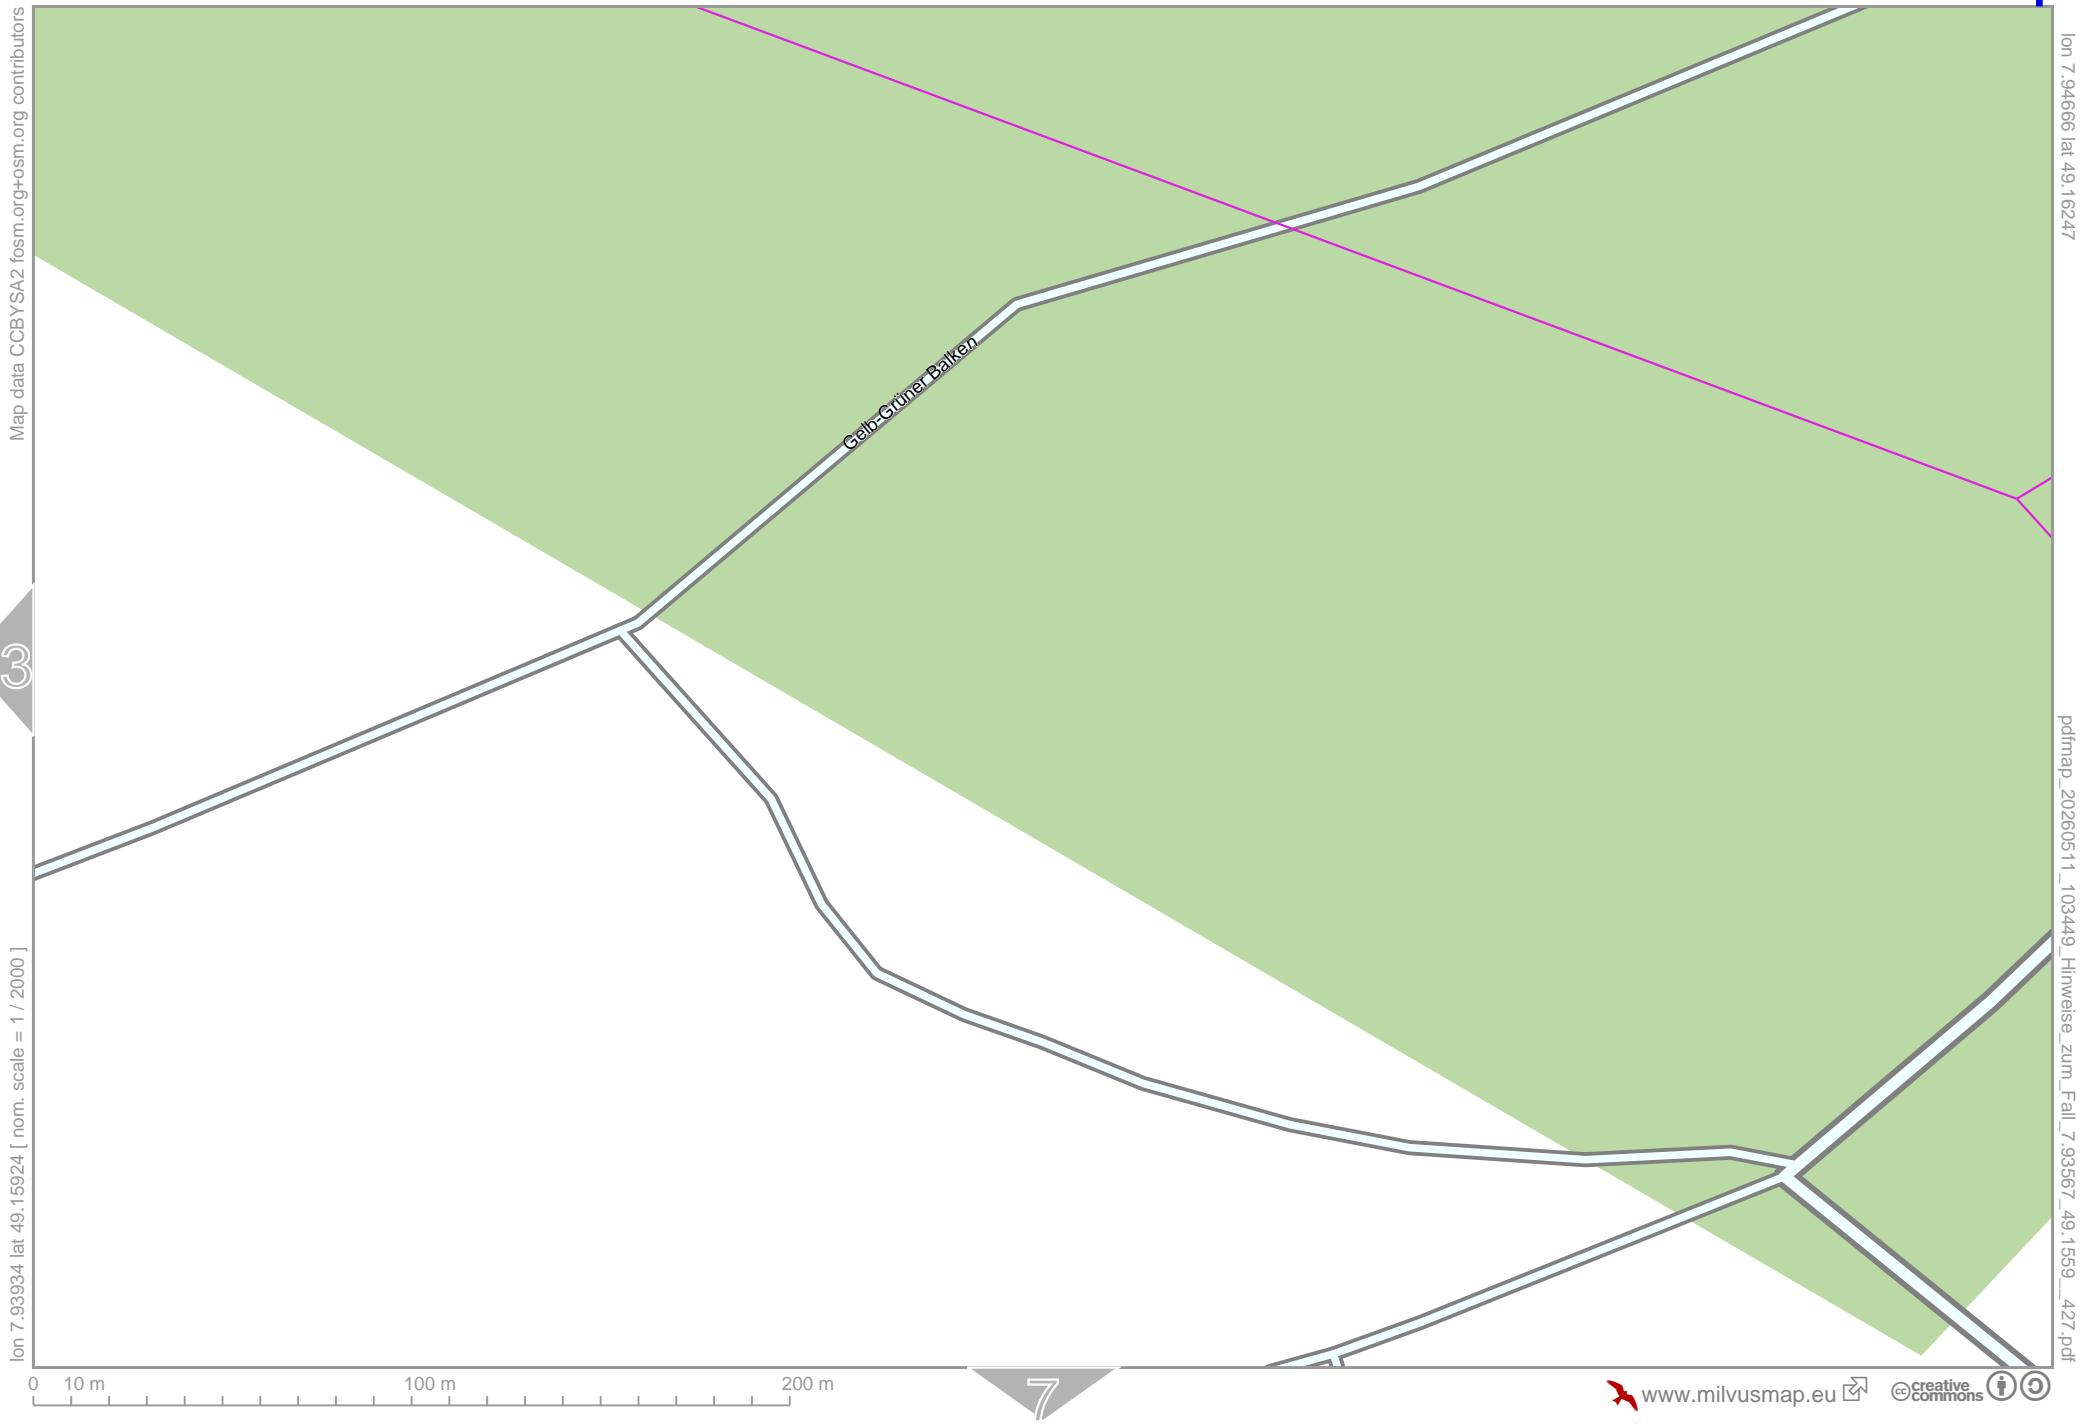 Map data CCBYSA2 fosm.org+osm.org contributors
lon 7.93934 lat 49.15924 [ nom. scale = 1 / 2000 ]
lon 7.94666 lat 49.16247
pdfmap_20260511_103449_Hinweise_zum_Fall_7.93567_49.1559__427.pdf
Gelb-Grüner Balken
3
7
0 10 m 100 m 200 m
www.milvusmap.eu
cc creative commons